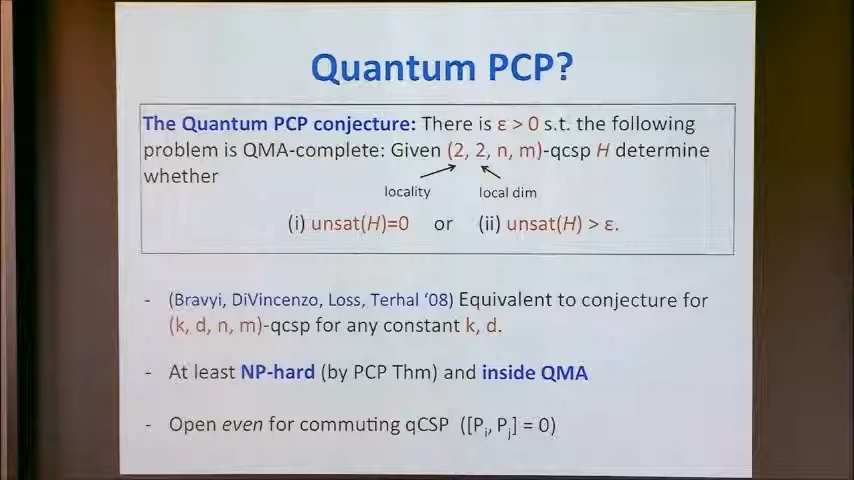 Quantum PCP?
The Quantum PCP conjecture: There is ε > 0 s.t. the following
problem is QMA-complete: Given (2, 2, n, m)-qcsp H determine
whether
locality local dim
(i) unsat(H)=0 or (ii) unsat(H) > ε.
- (Bravyi, DiVincenzo, Loss, Terhal ‘08) Equivalent to conjecture for
(k, d, n, m)-qcsp for any constant k, d.
- At least NP-hard (by PCP Thm) and inside QMA
- Open even for commuting qCSP ([Pi, Pj] = 0)